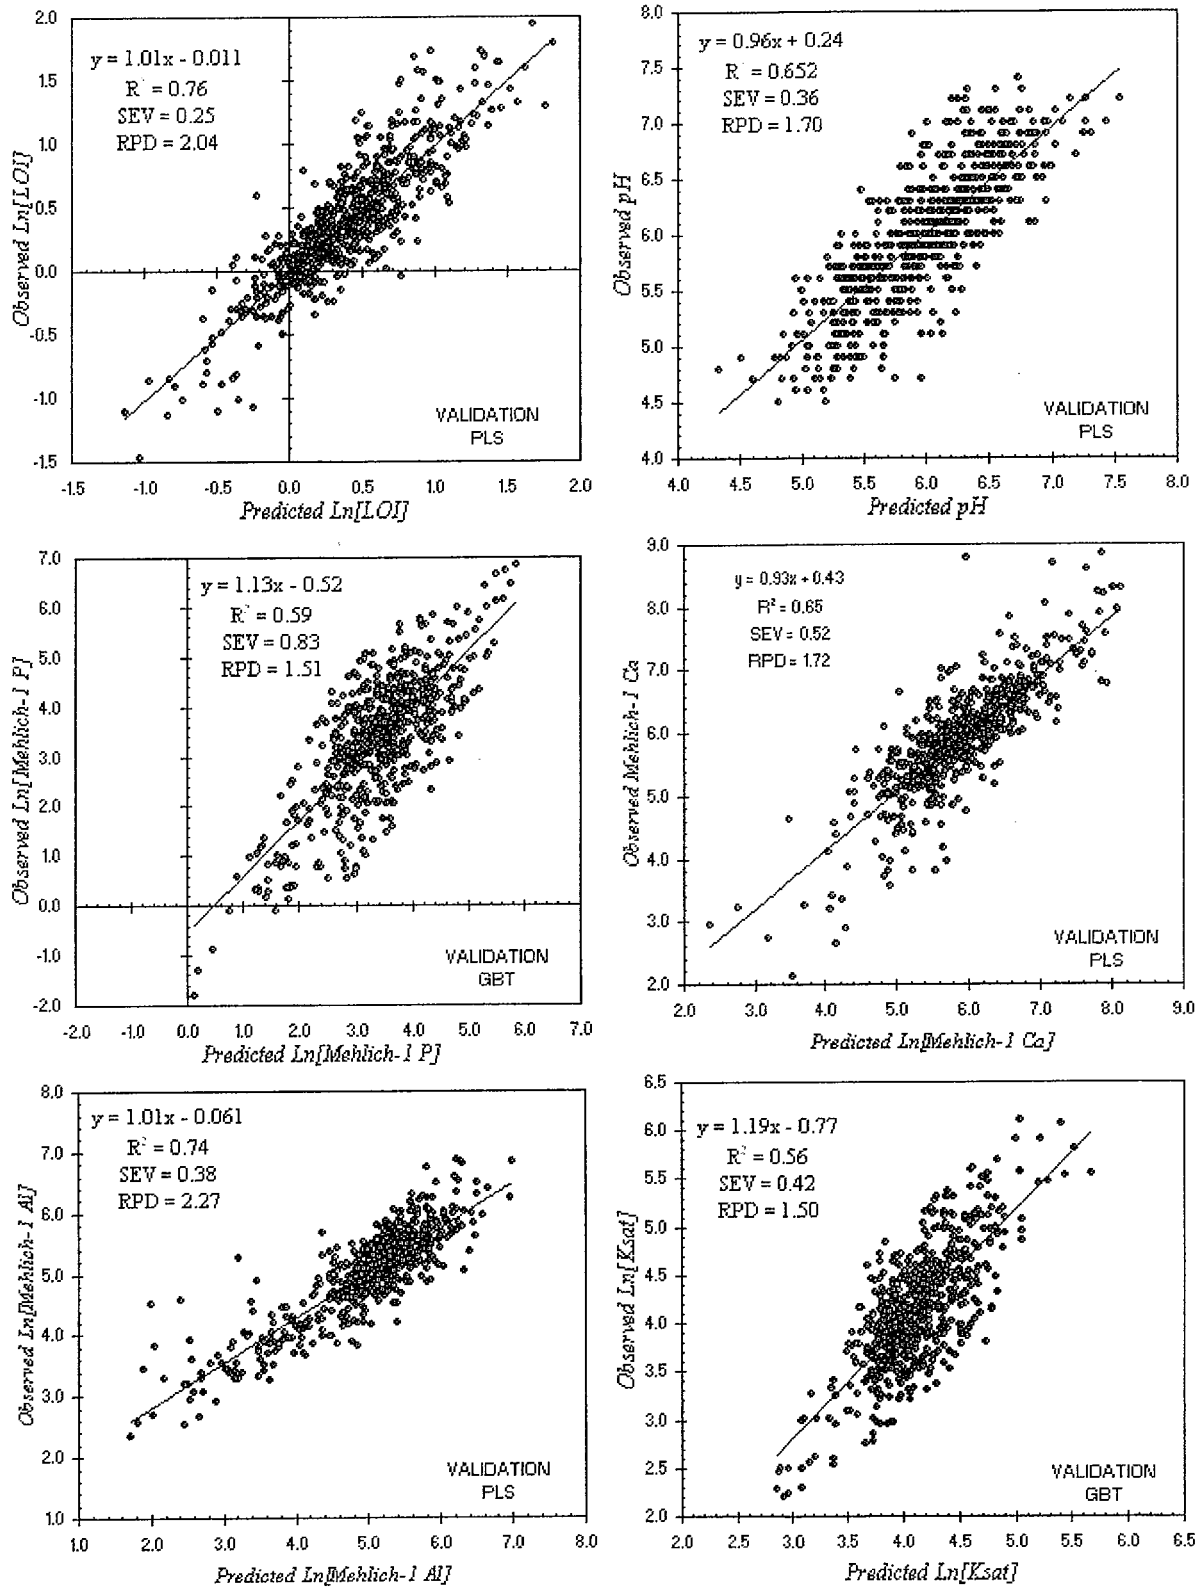 y = 1.01x - 0.011
R² = 0.76
SEV = 0.25
RPD = 2.04
2.0
1.5
1.0
0.5
0.0
-0.5
-1.0
-1.5
Observed Ln[LOI]
VALIDATION
PLS
-1.5 -1.0 -0.5 0.0 0.5 1.0 1.5 2.0
Predicted Ln[LOI]
y = 0.96x + 0.24
R² = 0.652
SEV = 0.36
RPD = 1.70
8.0
7.5
7.0
6.5
6.0
5.5
5.0
4.5
4.0
Observed pH
VALIDATION
PLS
4.0 4.5 5.0 5.5 6.0 6.5 7.0 7.5 8.0
Predicted pH
y = 1.13x - 0.52
R² = 0.59
SEV = 0.83
RPD = 1.51
7.0
6.0
5.0
4.0
3.0
2.0
1.0
0.0
-1.0
-2.0
Observed Ln[Mehlich-1 P]
VALIDATION
GBT
-2.0 -1.0 0.0 1.0 2.0 3.0 4.0 5.0 6.0 7.0
Predicted Ln[Mehlich-1 P]
y = 0.93x + 0.43
R² = 0.65
SEV = 0.52
RPD = 1.72
9.0
8.0
7.0
6.0
5.0
4.0
3.0
2.0
Observed Mehlich-1 Ca
VALIDATION
PLS
2.0 3.0 4.0 5.0 6.0 7.0 8.0 9.0
Predicted Ln[Mehlich-1 Ca]
y = 1.01x - 0.061
R² = 0.74
SEV = 0.38
RPD = 2.27
8.0
7.0
6.0
5.0
4.0
3.0
2.0
1.0
Observed Ln[Mehlich-1 Al]
VALIDATION
PLS
1.0 2.0 3.0 4.0 5.0 6.0 7.0 8.0
Predicted Ln[Mehlich-1 Al]
y = 1.19x - 0.77
R² = 0.56
SEV = 0.42
RPD = 1.50
6.5
6.0
5.5
5.0
4.5
4.0
3.5
3.0
2.5
2.0
Observed Ln[Ksat]
VALIDATION
GBT
2.0 2.5 3.0 3.5 4.0 4.5 5.0 5.5 6.0 6.5
Predicted Ln[Ksat]